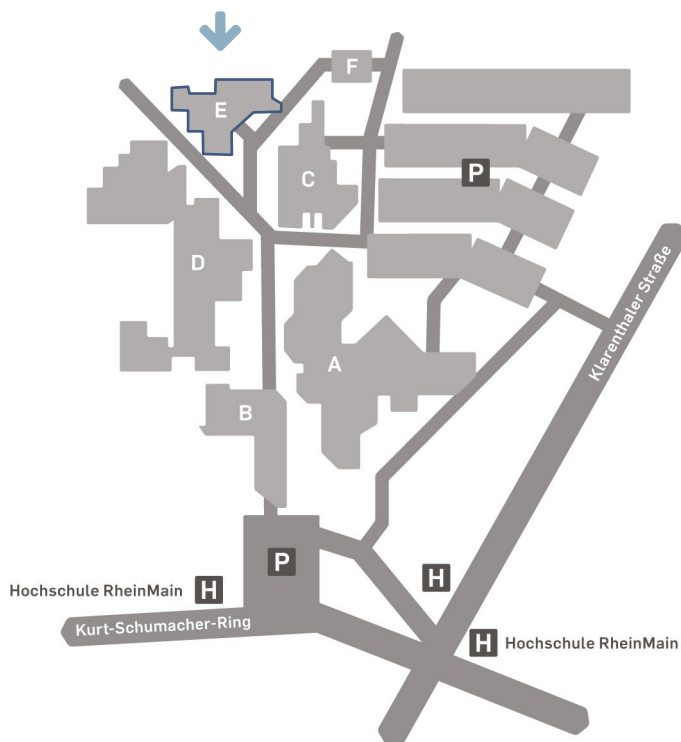 F
E
P
C
D
Klarenthaler Straße
A
B
P
H
Hochschule RheinMain H
Kurt-Schumacher-Ring
H Hochschule RheinMain